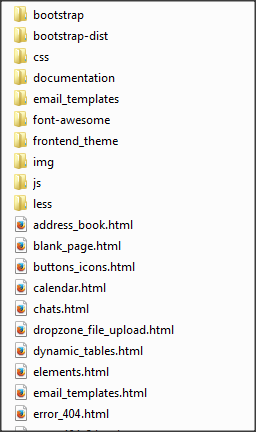 bootstrap
bootstrap-dist
css
documentation
email_templates
font-awesome
frontend_theme
img
js
less
address_book.html
blank_page.html
buttons_icons.html
calendar.html
chats.html
dropzone_file_upload.html
dynamic_tables.html
elements.html
email_templates.html
error_404.html